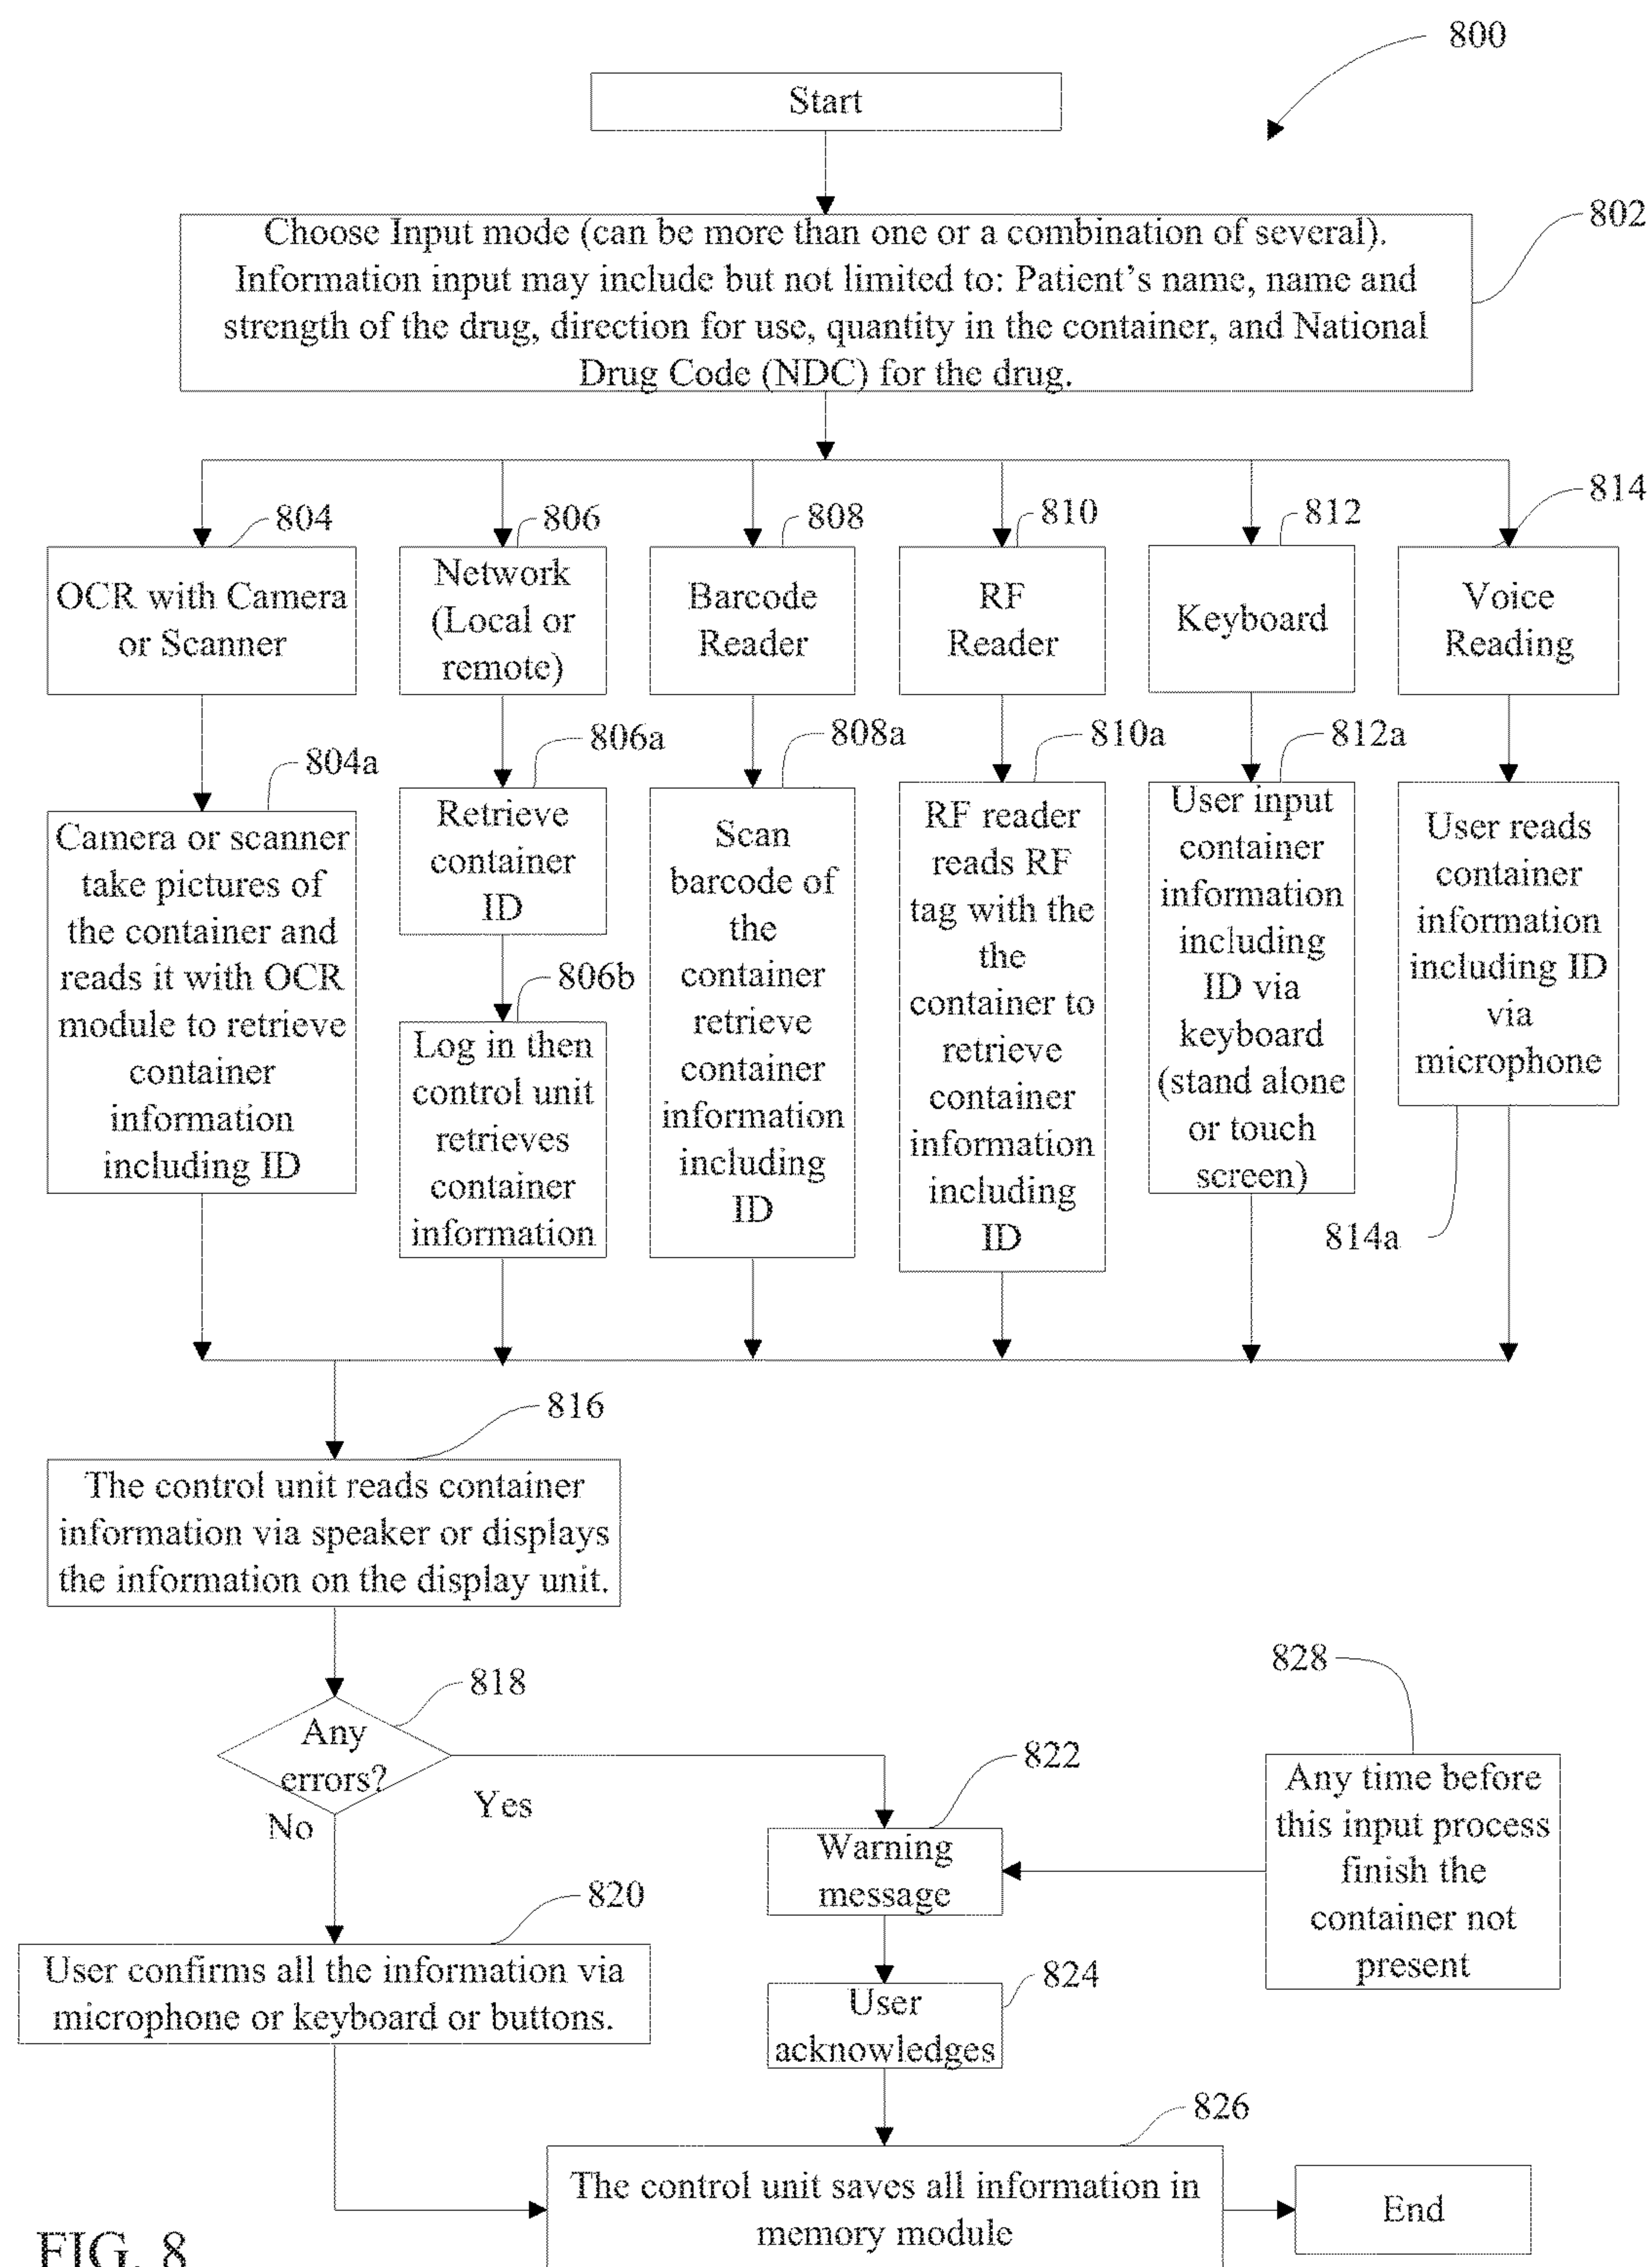 800
Start
802
Choose Input mode (can be more than one or a combination of several).
Information input may include but not limited to: Patient's name, name and
strength of the drug, direction for use, quantity in the container, and National
Drug Code (NDC) for the drug.
804
806
808
810
812
814
OCR with Camera
or Scanner
Network
(Local or
remote)
Barcode
Reader
RF
Reader
Keyboard
Voice
Reading
804a
806a
808a
810a
812a
Camera or scanner
take pictures of
the container and
reads it with OCR
module to retrieve
container
information
including ID
Retrieve
container
ID
806b
Log in then
control unit
retrieves
container
information
Scan
barcode of
the
container
retrieve
container
information
including
ID
RF reader
reads RF
tag with the
the
container to
retrieve
container
information
including
ID
User input
container
information
including
ID via
keyboard
(stand alone
or touch
screen)
User reads
container
information
including ID
via
microphone
814a
816
The control unit reads container
information via speaker or displays
the information on the display unit.
818
Any
errors?
No
Yes
822
Warning
message
828
Any time before
this input process
finish the
container not
present
820
User confirms all the information via
microphone or keyboard or buttons.
824
User
acknowledges
826
The control unit saves all information in
memory module
End
FIG. 8